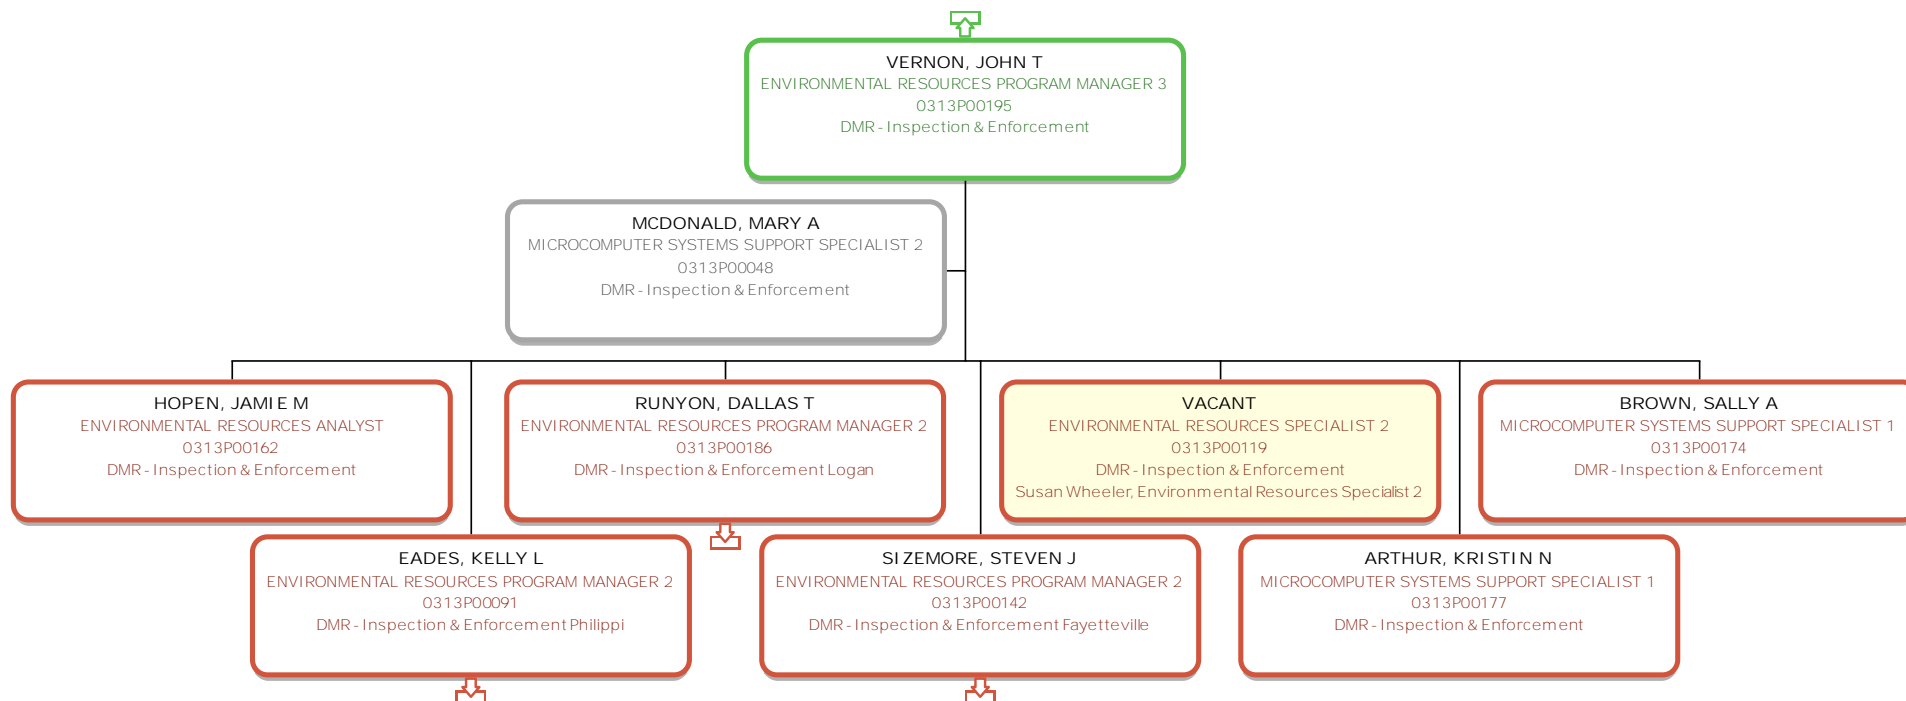 VERNON, JOHN T
ENVIRONMENTAL RESOURCES PROGRAM MANAGER 3
0313P00195
DMR - Inspection & Enforcement
MCDONALD, MARY A
MICROCOMPUTER SYSTEMS SUPPORT SPECIALIST 2
0313P00048
DMR - Inspection & Enforcement
HOPEN, JAMIE M
ENVIRONMENTAL RESOURCES ANALYST
0313P00162
DMR - Inspection & Enforcement
RUNYON, DALLAS T
ENVIRONMENTAL RESOURCES PROGRAM MANAGER 2
0313P00186
DMR - Inspection & Enforcement Logan
VACANT
ENVIRONMENTAL RESOURCES SPECIALIST 2
0313P00119
DMR - Inspection & Enforcement
Susan Wheeler, Environmental Resources Specialist 2
BROWN, SALLY A
MICROCOMPUTER SYSTEMS SUPPORT SPECIALIST 1
0313P00174
DMR - Inspection & Enforcement
EADES, KELLY L
ENVIRONMENTAL RESOURCES PROGRAM MANAGER 2
0313P00091
DMR - Inspection & Enforcement Philippi
SIZEMORE, STEVEN J
ENVIRONMENTAL RESOURCES PROGRAM MANAGER 2
0313P00142
DMR - Inspection & Enforcement Fayetteville
ARTHUR, KRISTIN N
MICROCOMPUTER SYSTEMS SUPPORT SPECIALIST 1
0313P00177
DMR - Inspection & Enforcement